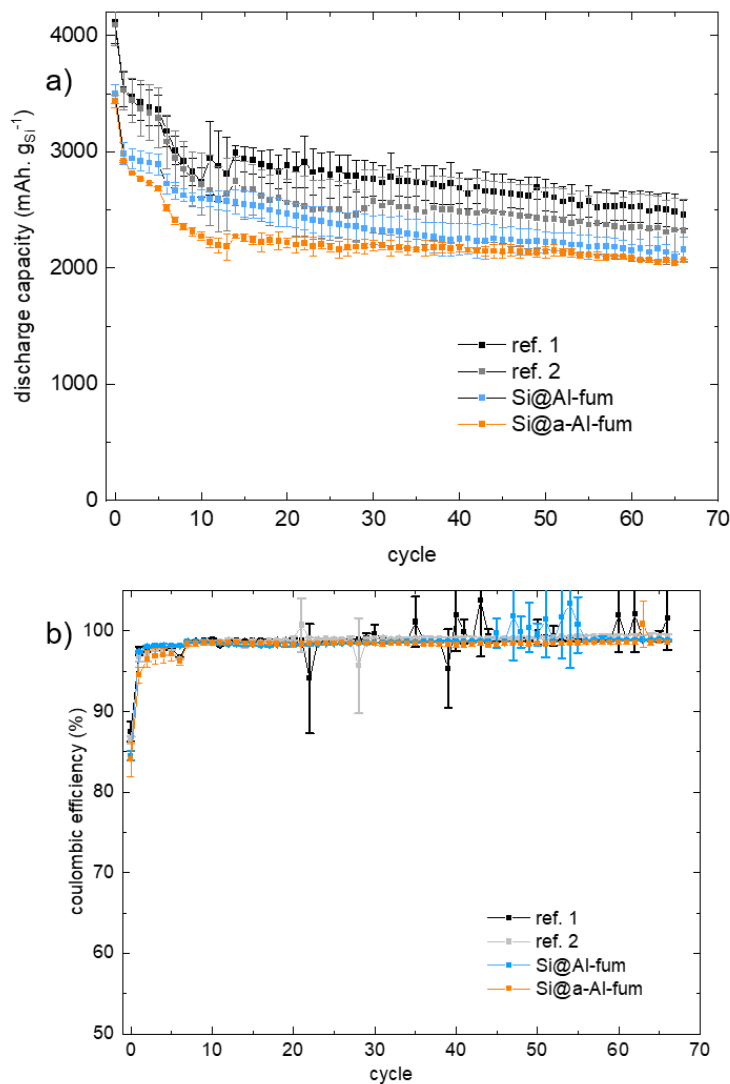 4000
a)
3000
discharge capacity (mAh. gSi⁻¹)
2000
1000
0
ref. 1
ref. 2
Si@Al-fum
Si@a-Al-fum
0 10 20 30 40 50 60 70
cycle
b)
100
90
80
coulombic efficiency (%)
70
60
50
ref. 1
ref. 2
Si@Al-fum
Si@a-Al-fum
0 10 20 30 40 50 60 70
cycle